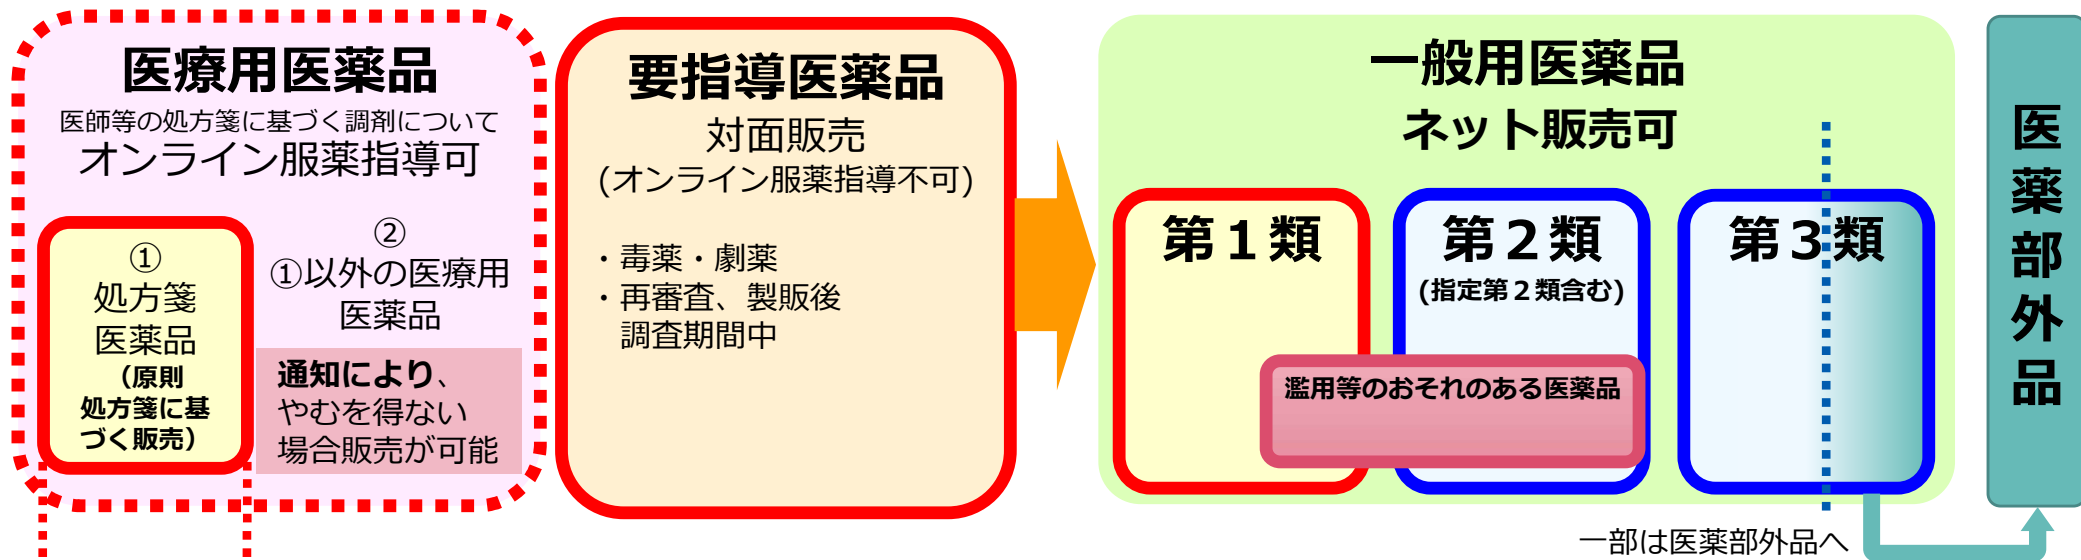 医療用医薬品
医師等の処方箋に基づく調剤について
オンライン服薬指導可
①
処方箋
医薬品
（原則
処方箋に基
づく販売）
②
①以外の医療用
医薬品
通知により、
やむを得ない
場合販売が可能
要指導医薬品
対面販売
(オンライン服薬指導不可)
・毒薬・劇薬
・再審査、製販後
調査期間中
一般用医薬品
ネット販売可
第１類
第２類
(指定第２類含む)
第３類
濫用等のおそれのある医薬品
一部は医薬部外品へ
医薬部外品